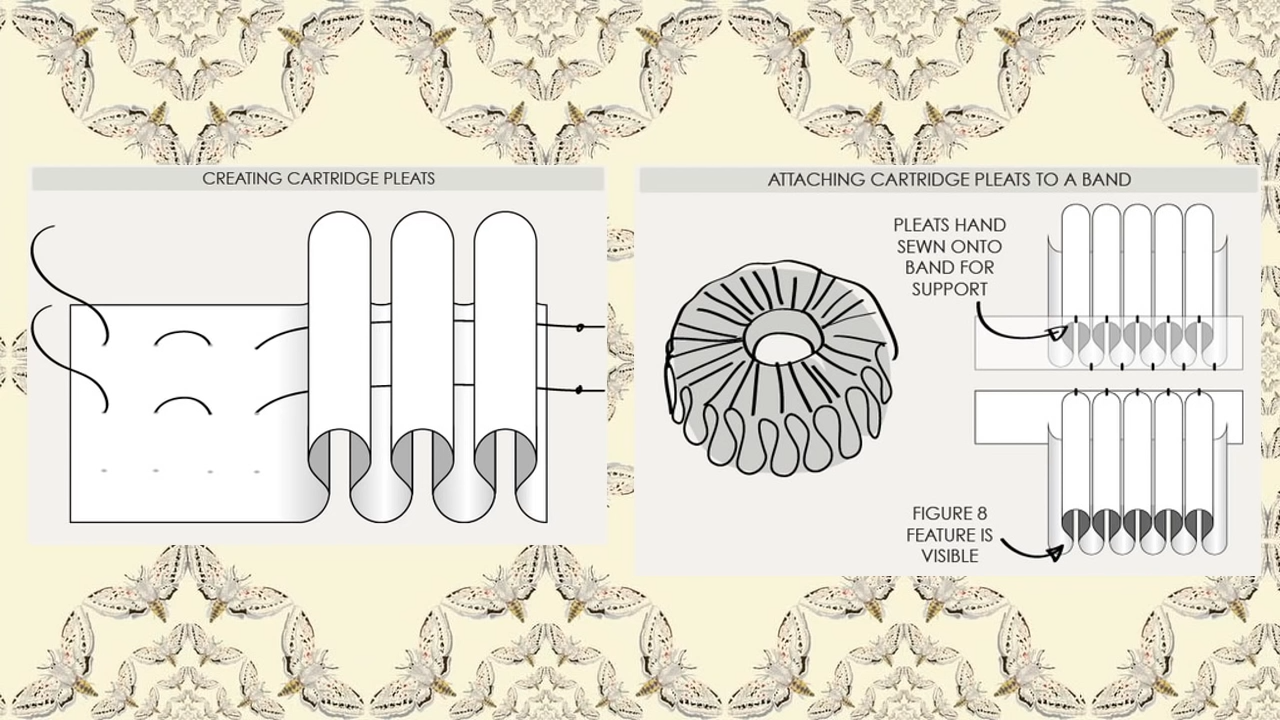 CREATING CARTRIDGE PLEATS
ATTACHING CARTRIDGE PLEATS TO A BAND
PLEATS HAND
SEWN ONTO
BAND FOR
SUPPORT
FIGURE 8
FEATURE IS
VISIBLE